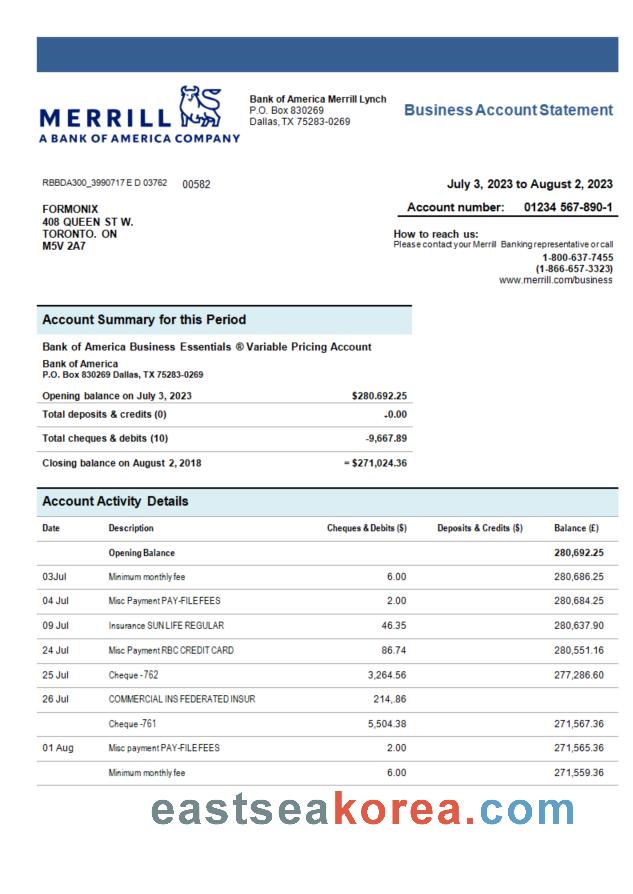 MERRILL
A BANK OF AMERICA COMPANY
Bank of America Merrill Lynch
P.O. Box 830269
Dallas, TX 75283-0269
Business Account Statement
RBBDA300_3990717 E D 03762 00582
FORMONIX
408 QUEEN ST W.
TORONTO. ON
M5V 2A7
July 3, 2023 to August 2, 2023
Account number: 01234 567-890-1
How to reach us:
Please contact your Merrill Banking representative or call
1-800-637-7455
(1-866-657-3323)
www.merrill.com/business
Account Summary for this Period
Bank of America Business Essentials ® Variable Pricing Account
Bank of America
P.O. Box 830269 Dallas, TX 75283-0269
Opening balance on July 3, 2023 $280.692.25
Total deposits & credits (0) -0.00
Total cheques & debits (10) -9,667.89
Closing balance on August 2, 2018 = $271,024.36
Account Activity Details
Date Description Cheques & Debits ($) Deposits & Credits ($) Balance (£)
Opening Balance 280,692.25
03Jul Minimum monthly fee 6.00 280,686.25
04 Jul Misc Payment PAY-FILE FEES 2.00 280,684.25
09 Jul Insurance SUN LIFE REGULAR 46.35 280,637.90
24 Jul Misc Payment RBC CREDIT CARD 86.74 280,551.16
25 Jul Cheque -762 3,264.56 277,286.60
26 Jul COMMERCIAL INS FEDERATED INSUR 214,.86
Cheque -761 5,504.38 271,567.36
01 Aug Misc payment PAY-FILE FEES 2.00 271,565.36
Minimum monthly fee 6.00 271,559.36
eastseakorea.com